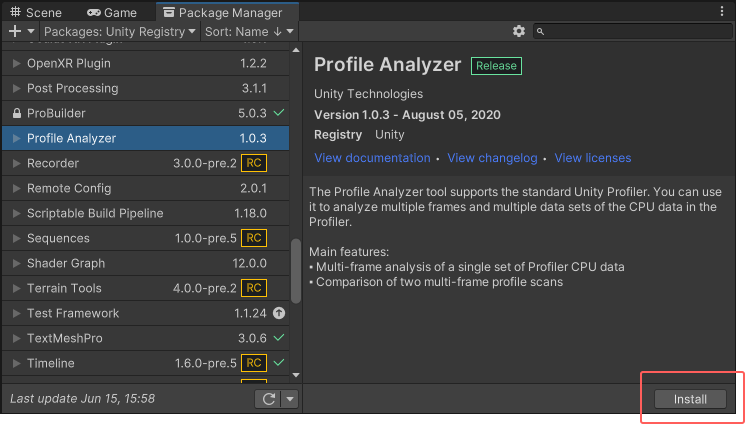 Scene Game Package Manager
Packages: Unity Registry Sort: Name ↓
OpenXR Plugin 1.2.2
Post Processing 3.1.1
ProBuilder 5.0.3
Profile Analyzer 1.0.3
Recorder 3.0.0-pre.2 RC
Remote Config 2.0.1
Scriptable Build Pipeline 1.18.0
Sequences 1.0.0-pre.5 RC
Shader Graph 12.0.0
Terrain Tools 4.0.0-pre.2 RC
Test Framework 1.1.24
TextMeshPro 3.0.6
Timeline 1.6.0-pre.5 RC
Last update Jun 15, 15:58
Profile Analyzer Release
Unity Technologies
Version 1.0.3 - August 05, 2020
Registry Unity
View documentation • View changelog • View licenses
The Profile Analyzer tool supports the standard Unity Profiler. You can use
it to analyze multiple frames and multiple data sets of the CPU data in the
Profiler.
Main features:
• Multi-frame analysis of a single set of Profiler CPU data
• Comparison of two multi-frame profile scans
Install